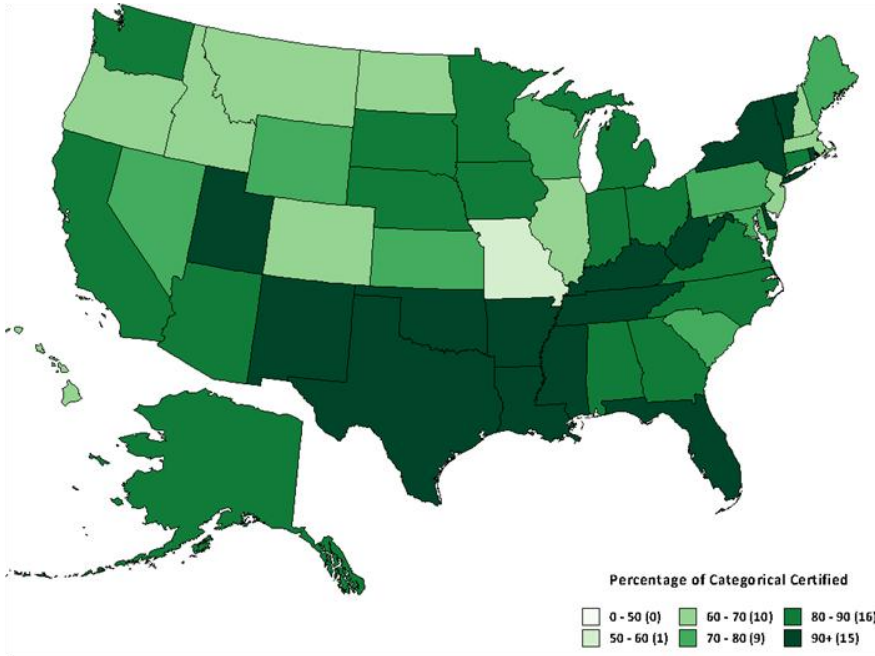 Percentage of Categorical Certified
0 - 50 (0) 60 - 70 (10) 80 - 90 (16)
50 - 60 (1) 70 - 80 (9) 90+ (15)